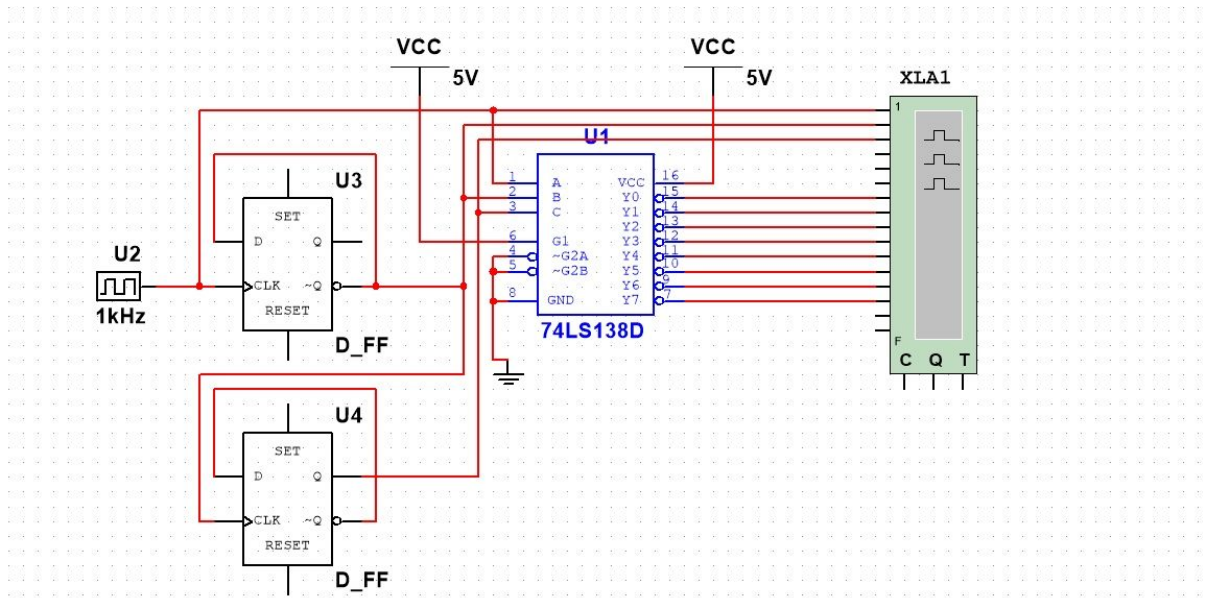 VCC
5V
VCC
5V
XLA1
1
U1
U3
SET
D
Q
CLK
~Q
RESET
D_FF
U2
1kHz
1
A
2
B
3
C
6
G1
4
~G2A
5
~G2B
8
GND
VCC
16
Y0
15
Y1
14
Y2
13
Y3
12
Y4
11
Y5
10
Y6
9
Y7
7
74LS138D
F
C Q T
U4
SET
D
Q
CLK
~Q
RESET
D_FF